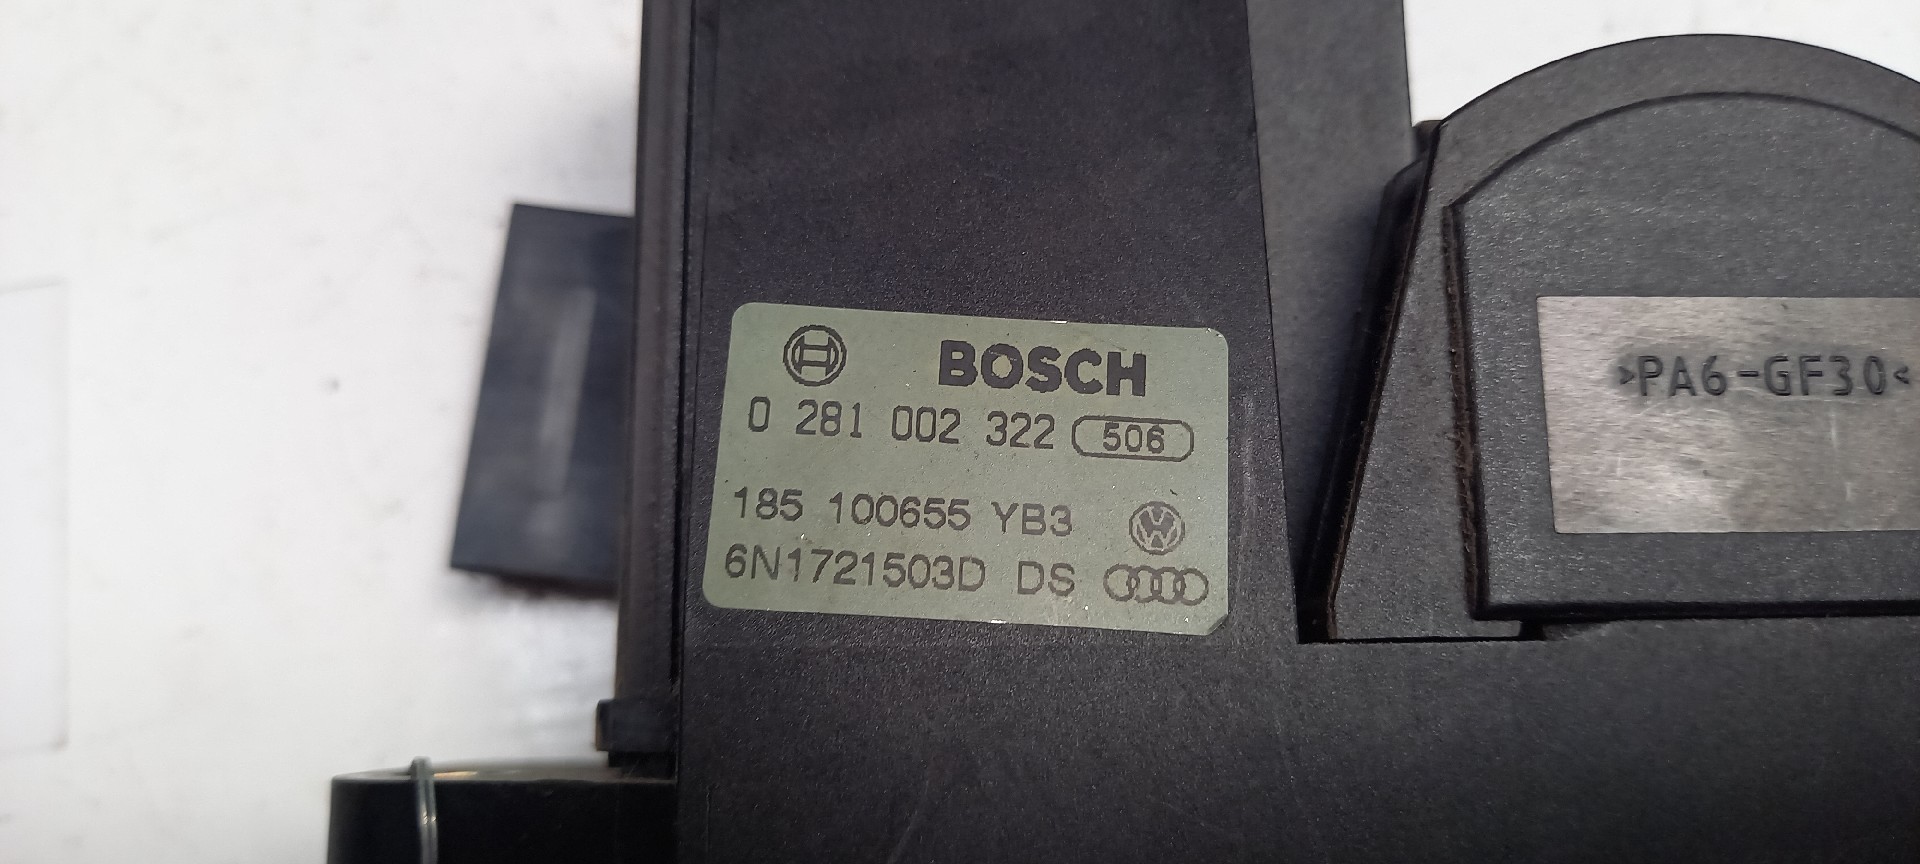 BOSCH
0 281 002 322 506
185 100655 YB3
6N1721503D DS
>PA6-GF30<